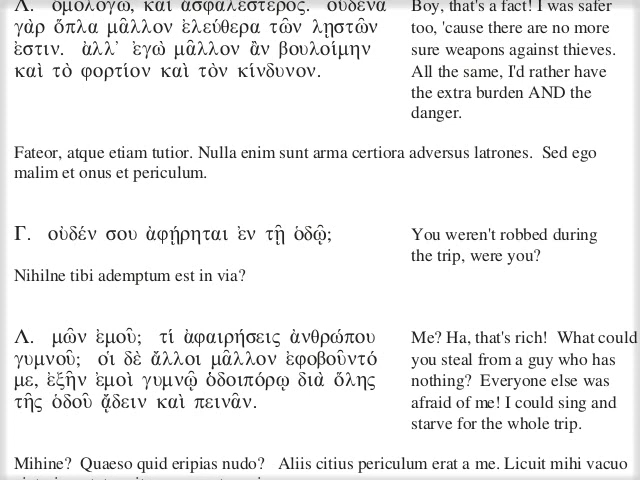 Λ. ὁμολογῶ, καὶ ἀσφαλέστερος. οὐδένα
γὰρ ὅπλα μᾶλλον ἐλεύθερα τῶν λῃστῶν
ἐστιν. ἀλλ᾽ ἐγὼ μᾶλλον ἂν βουλοίμην
καὶ τὸ φορτίον καὶ τὸν κίνδυνον.
Boy, that's a fact! I was safer
too, 'cause there are no more
sure weapons against thieves.
All the same, I'd rather have
the extra burden AND the
danger.
Fateor, atque etiam tutior. Nulla enim sunt arma certiora adversus latrones. Sed ego
malim et onus et periculum.
Γ. οὐδέν σου ἀφῄρηται ἐν τῇ ὁδῷ;
You weren't robbed during
the trip, were you?
Nihilne tibi ademptum est in via?
Λ. μῶν ἐμοῦ; τί ἀφαιρήσεις ἀνθρώπου
γυμνοῦ; οἱ δὲ ἄλλοι μᾶλλον ἐφοβοῦντό
με, ἐξῆν ἐμοὶ γυμνῷ ὁδοιπόρῳ διὰ ὅλης
τῆς ὁδοῦ ᾄδειν καὶ πεινᾶν.
Me? Ha, that's rich! What could
you steal from a guy who has
nothing? Everyone else was
afraid of me! I could sing and
starve for the whole trip.
Mihine? Quaeso quid eripias nudo? Aliis citius periculum erat a me. Licuit mihi vacuo